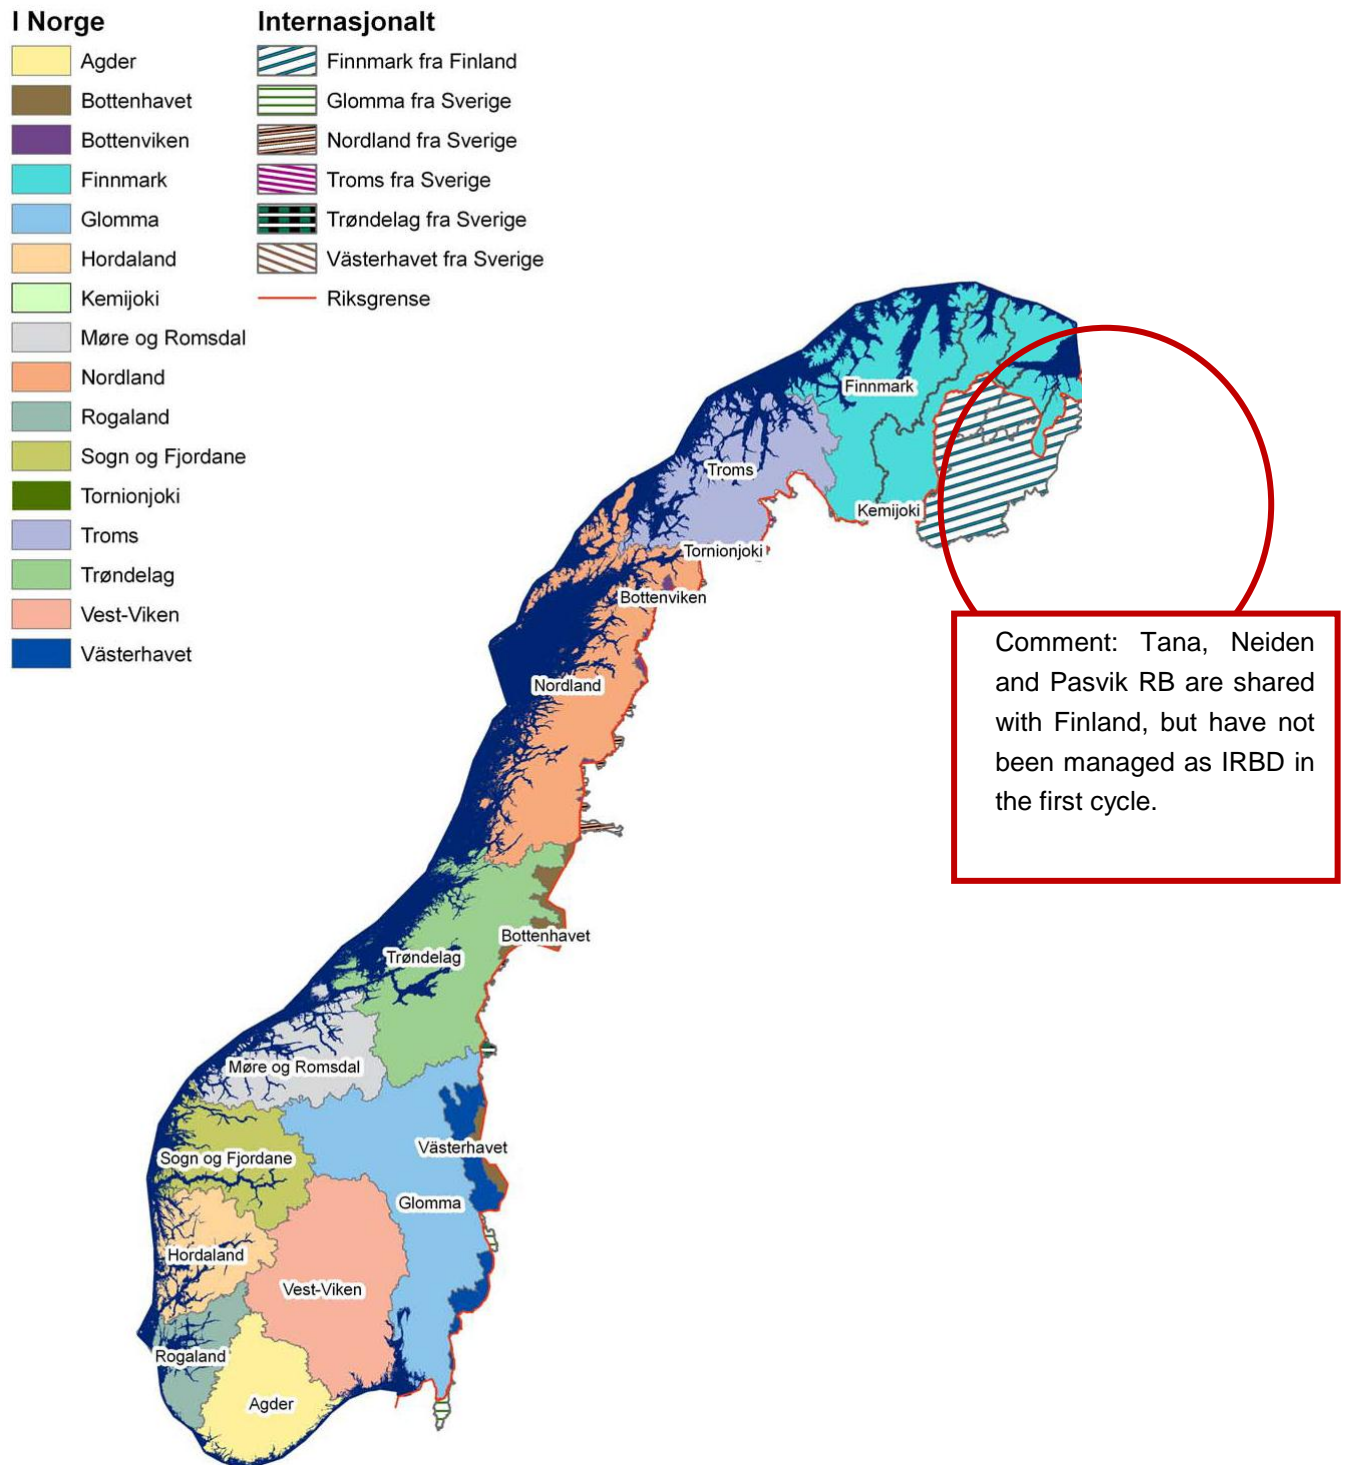 I Norge
Agder
Bottenhavet
Bottenviken
Finnmark
Glomma
Hordaland
Kemijoki
Møre og Romsdal
Nordland
Rogaland
Sogn og Fjordane
Tornionjoki
Troms
Trøndelag
Vest-Viken
Västerhavet
Internasjonalt
Finnmark fra Finland
Glomma fra Sverige
Nordland fra Sverige
Troms fra Sverige
Trøndelag fra Sverige
Västerhavet fra Sverige
Riksgrense
Finnmark
Troms
Kemijoki
Tornionjoki
Bottenviken
Nordland
Comment: Tana, Neiden
and Pasvik RB are shared
with Finland, but have not
been managed as IRBD in
the first cycle.
Bottenhavet
Trøndelag
Møre og Romsdal
Västerhavet
Sogn og Fjordane
Glomma
Hordaland
Vest-Viken
Rogaland
Agder